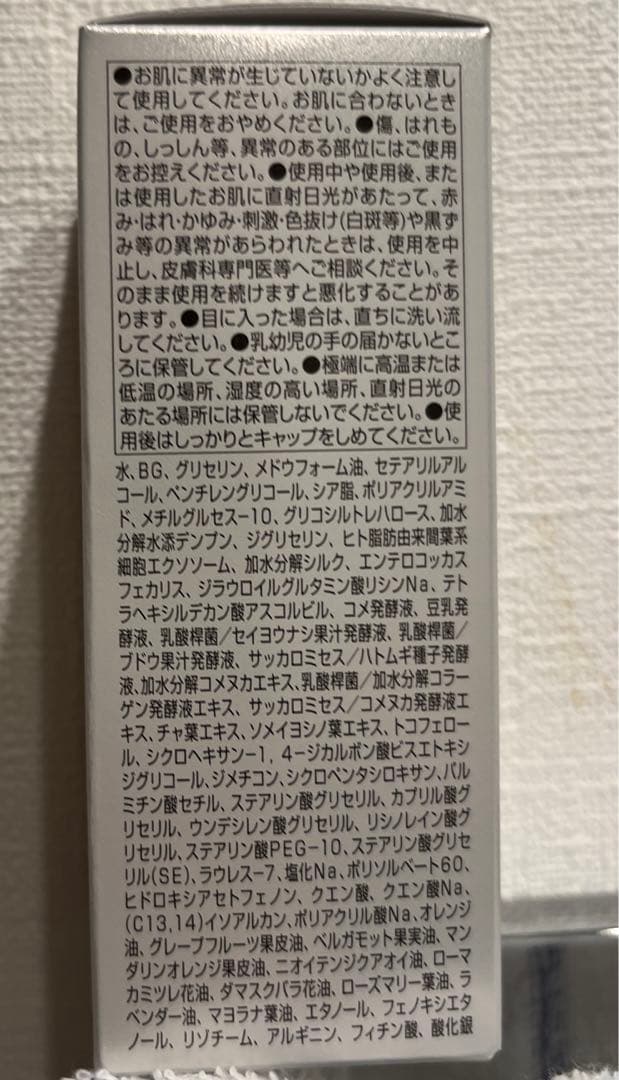 ●お肌に異常が生じていないかよく注意し
て使用してください。お肌に合わないとき
は、ご使用をおやめください。●傷、はれも
の、しっしん等、異常のある部位にはご使用
をお控えください。●使用中や使用後、また
は使用したお肌に直射日光があたって、赤
み・はれ・かゆみ・刺激・色抜け(白斑等)や黒ず
み等の異常があらわれたときは、使用を中
止し、皮膚科専門医等へご相談ください。そ
のまま使用を続けますと悪化することがあ
ります。●目に入った場合は、直ちに洗い流
してください。●乳幼児の手の届かないとこ
ろに保管してください。●極端に高温または
低温の場所、湿度の高い場所、直射日光の
あたる場所には保管しないでください。●使
用後はしっかりとキャップをしめてください。
水、BG、グリセリン、メドウフォーム油、セテアリルアル
コール、ペンチレングリコール、シア脂、ポリアクリルアミ
ド、メチルグルセス-10、グリコシルトレハロース、加水
分解水添デンプン、ジグリセリン、ヒト脂肪由来間葉系
細胞エクソソーム、加水分解シルク、エンテロコッカス
フェカリス、ジラウロイルグルタミン酸リシンNa、テト
ラヘキシルデカン酸アスコルビル、コメ発酵液、豆乳発
酵液、乳酸桿菌/セイヨウナシ果汁発酵液、乳酸桿菌/
ブドウ果汁発酵液、サッカロミセス/ハトムギ種子発酵
液、加水分解コメヌカエキス、乳酸桿菌/加水分解コラー
ゲン発酵液エキス、サッカロミセス/コメヌカ発酵液エ
キス、チャ葉エキス、ソメイヨシノ葉エキス、トコフェロー
ル、シクロヘキサン-1，4-ジカルボン酸ビスエトキシ
ジグリコール、ジメチコン、シクロペンタシロキサン、パル
ミチン酸セチル、ステアリン酸グリセリル、カプリル酸グ
リセリル、ウンデシレン酸グリセリル、リシノレイン酸グ
リセリル、ステアリン酸PEG-10、ステアリン酸グリセ
リル(SE)、ラウレス-7、塩化Na、ポリソルベート60、
ヒドロキシアセトフェノン、クエン酸、クエン酸Na、
(C13,14)イソアルカン、ポリアクリル酸Na、オレンジ
油、グレープフルーツ果皮油、ベルガモット果実油、マン
ダリンオレンジ果皮油、ニオイテンジクアオイ油、ローマ
カミツレ花油、ダマスクバラ花油、ローズマリー葉油、ラ
ベンダー油、マヨラナ葉油、エタノール、フェノキシエタ
ノール、リゾチーム、アルギニン、フィチン酸、酸化銀